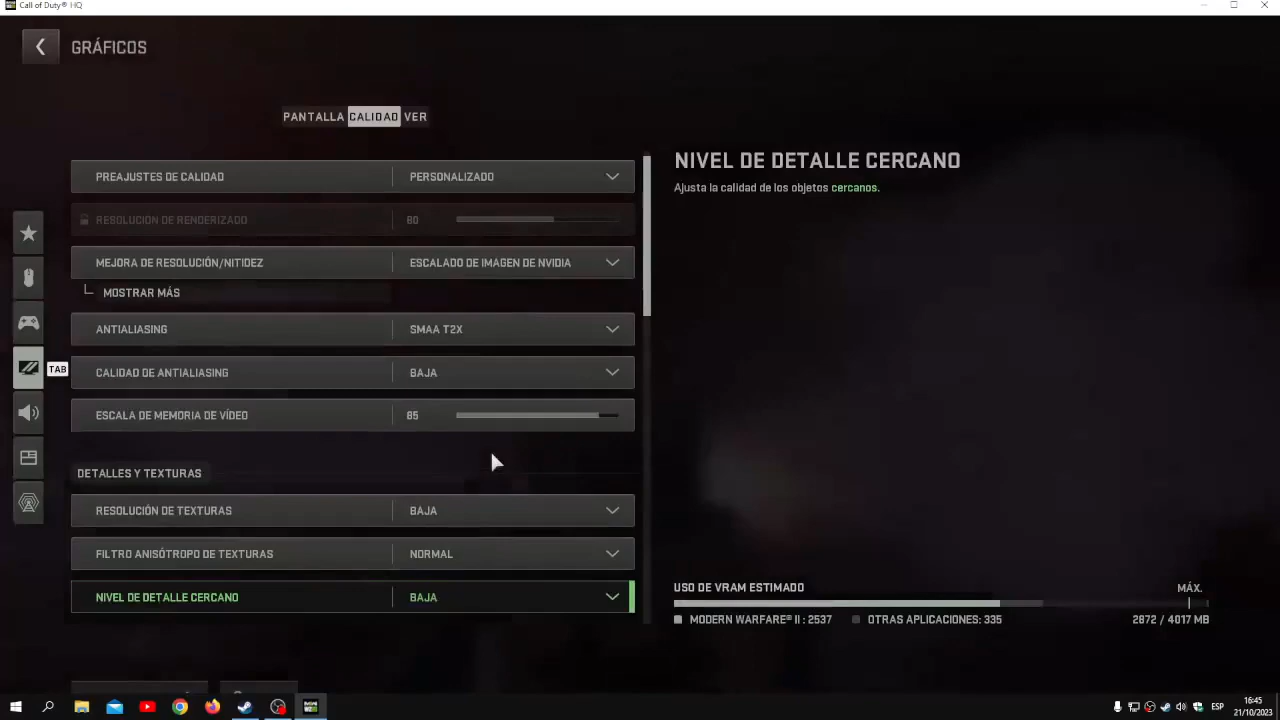 Call of Duty® HQ
GRÁFICOS
PANTALLA CALIDAD VER
PREAJUSTES DE CALIDAD PERSONALIZADO
RESOLUCIÓN DE RENDERIZADO 80
MEJORA DE RESOLUCIÓN/NITIDEZ ESCALADO DE IMAGEN DE NVIDIA
MOSTRAR MÁS
ANTIALIASING SMAA T2X
TAB
CALIDAD DE ANTIALIASING BAJA
ESCALA DE MEMORIA DE VÍDEO 85
DETALLES Y TEXTURAS
RESOLUCIÓN DE TEXTURAS BAJA
FILTRO ANISÓTROPO DE TEXTURAS NORMAL
NIVEL DE DETALLE CERCANO BAJA
NIVEL DE DETALLE CERCANO
Ajusta la calidad de los objetos cercanos.
USO DE VRAM ESTIMADO MÁX.
MODERN WARFARE® II : 2537 OTRAS APLICACIONES: 335 2872 / 4017 MB
ESP
16:45
21/10/2023